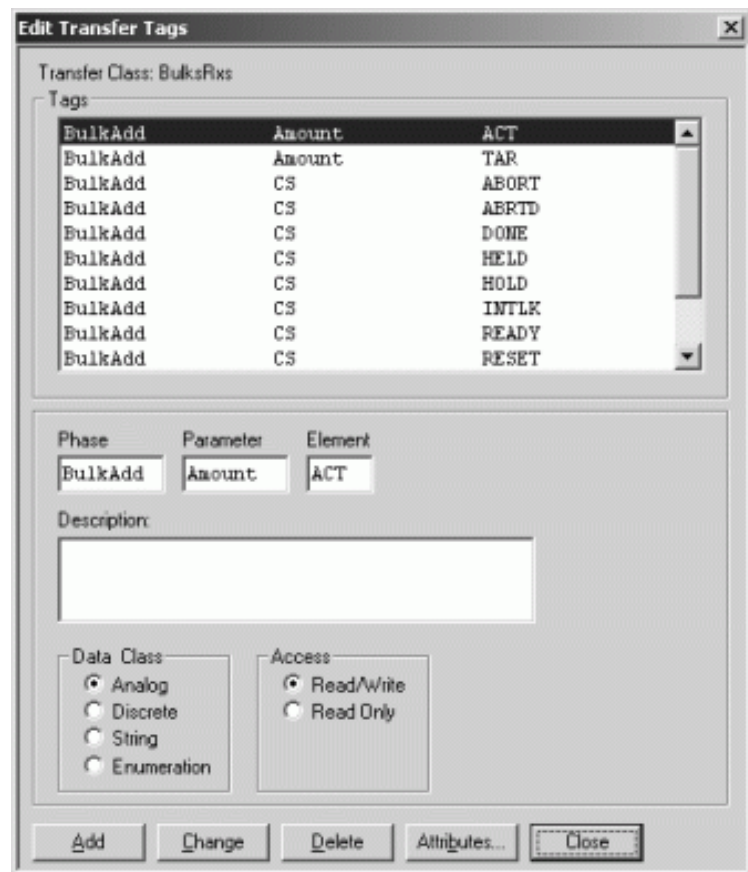 Edit Transfer Tags
Transfer Class: BulksRxs
Tags
BulkAdd Amount ACT
BulkAdd Amount TAR
BulkAdd CS ABORT
BulkAdd CS ABRTD
BulkAdd CS DONE
BulkAdd CS HELD
BulkAdd CS HOLD
BulkAdd CS INTLK
BulkAdd CS READY
BulkAdd CS RESET
Phase Parameter Element
BulkAdd Amount ACT
Description:
Data Class Access
Analog Read/Write
Discrete Read Only
String
Enumeration
Add Change Delete Attributes... Close